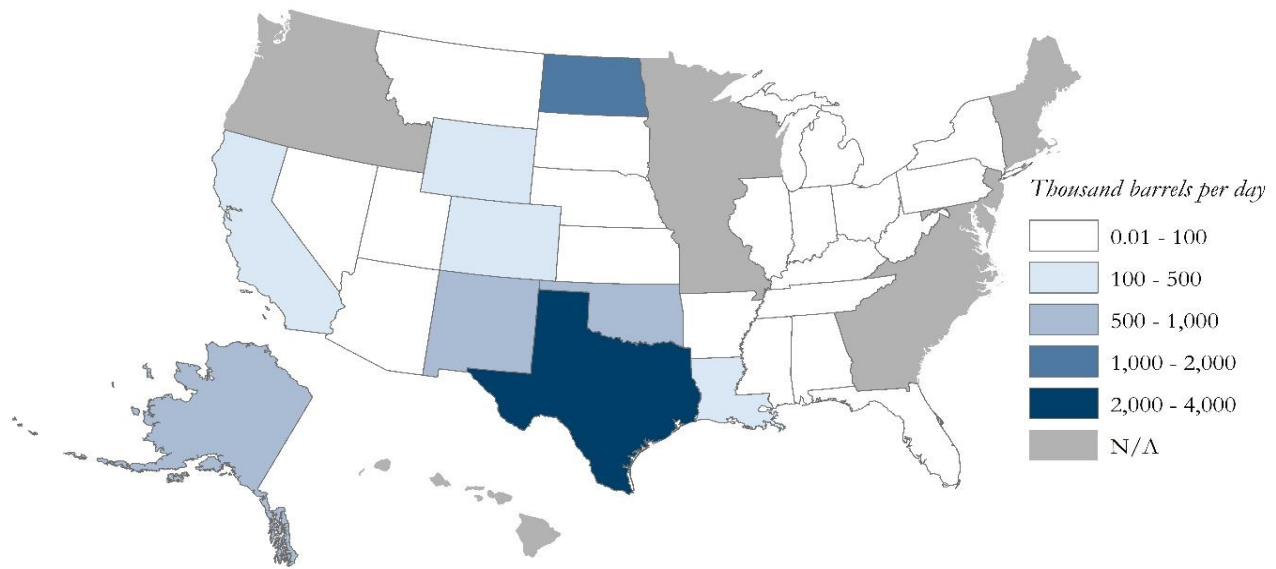 Thousand barrels per day
0.01 - 100
100 - 500
500 - 1,000
1,000 - 2,000
2,000 - 4,000
N/A